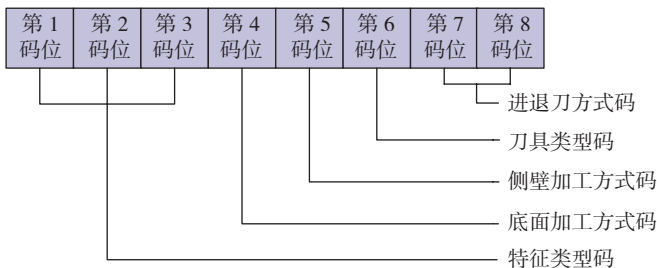 第 1 码位
第 2 码位
第 3 码位
第 4 码位
第 5 码位
第 6 码位
第 7 码位
第 8 码位
进退刀方式码
刀具类型码
侧壁加工方式码
底面加工方式码
特征类型码